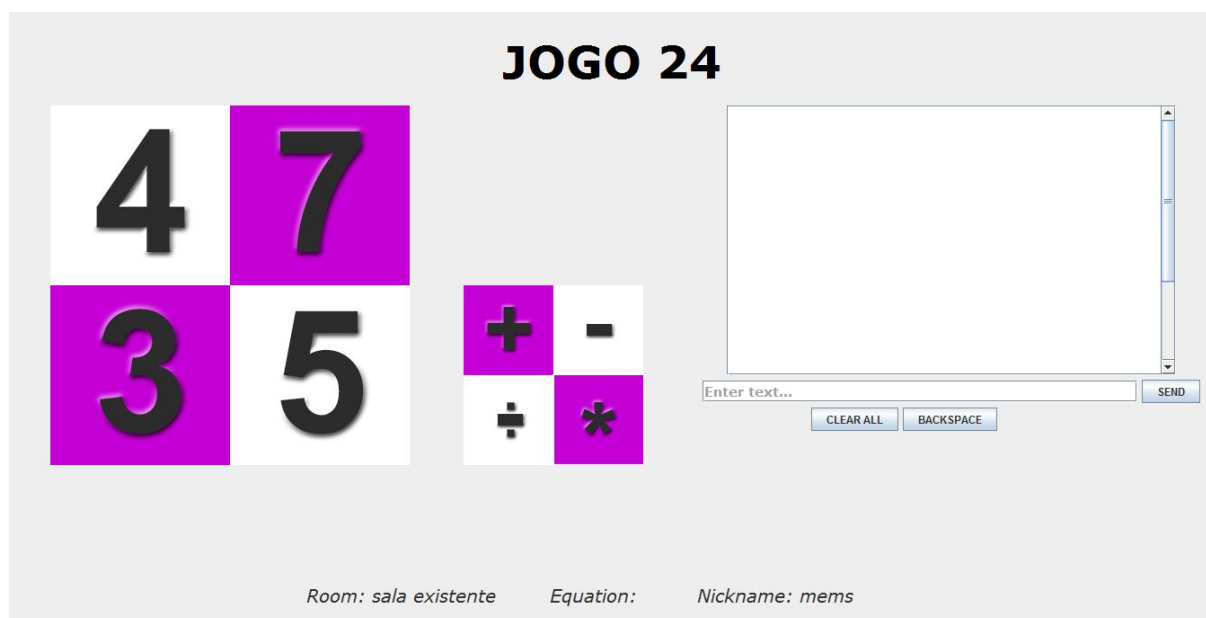 JOGO 24
4 7
3 5
+ -
÷ *
Enter text...
SEND
CLEAR ALL BACKSPACE
Room: sala existente Equation: Nickname: mems